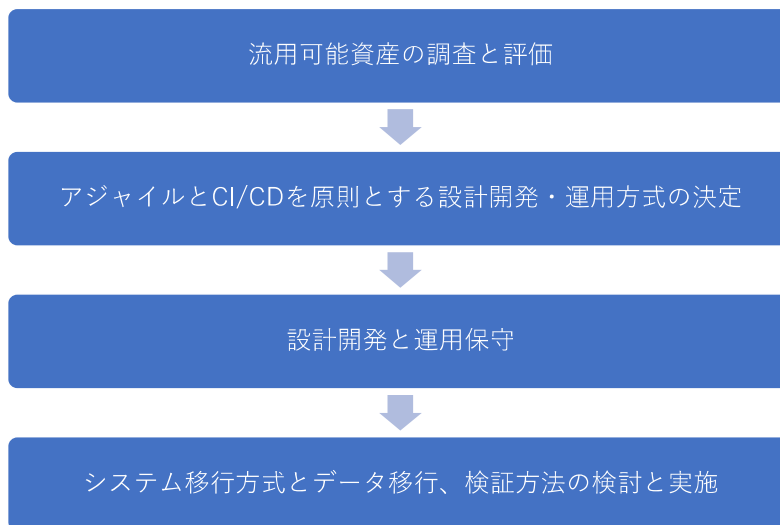 流用可能資産の調査と評価
アジャイルとCI/CDを原則とする設計開発・運用方式の決定
設計開発と運用保守
システム移行方式とデータ移行、検証方法の検討と実施